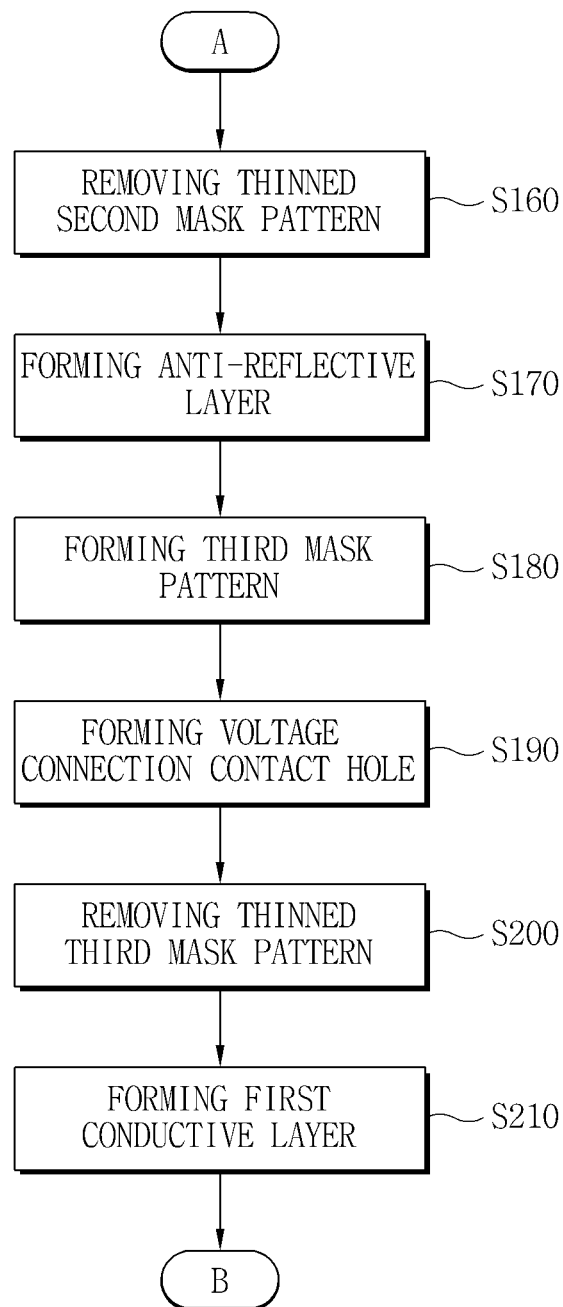 A
REMOVING THINNED
SECOND MASK PATTERN
S160
FORMING ANTI-REFLECTIVE
LAYER
S170
FORMING THIRD MASK
PATTERN
S180
FORMING VOLTAGE
CONNECTION CONTACT HOLE
S190
REMOVING THINNED
THIRD MASK PATTERN
S200
FORMING FIRST
CONDUCTIVE LAYER
S210
B